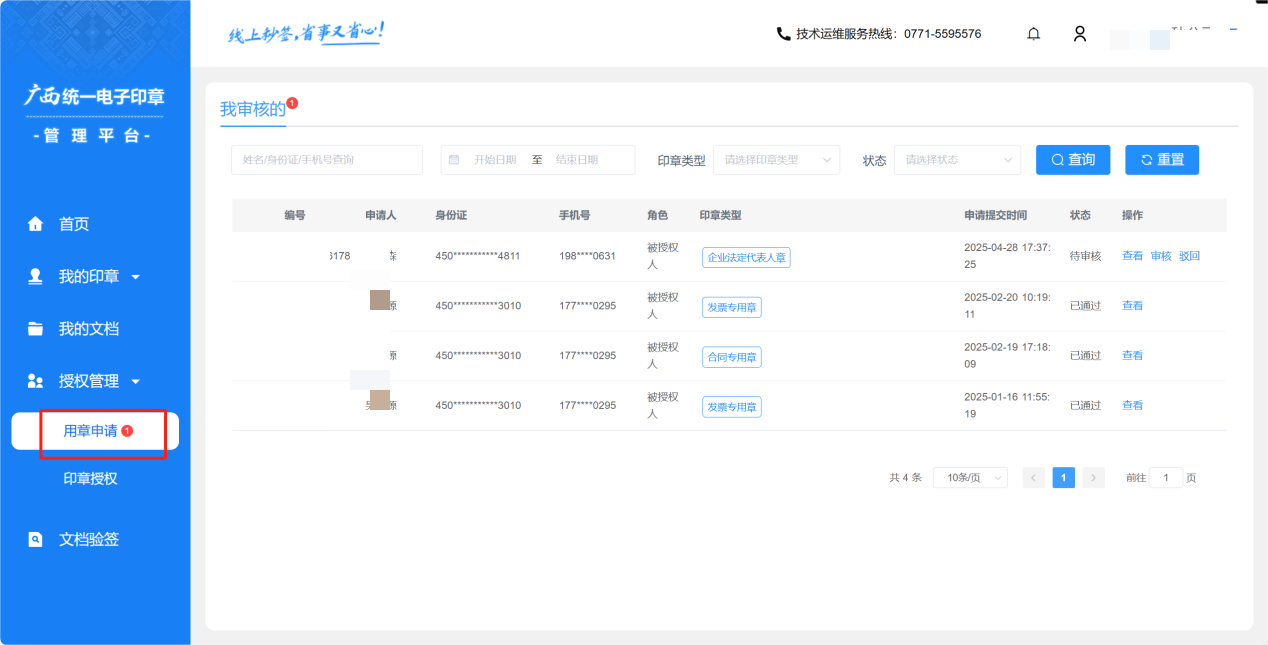 线上秒签,省事又省心!
技术运维服务热线：0771-5595576
广西统一电子印章
-管理平台-
首页
我的印章
我的文档
授权管理
用章申请 1
印章授权
文档验签
我审核的 1
姓名/身份证/手机号查询 开始日期 至 结束日期 印章类型 请选择印章类型 状态 请选择状态 查询 重置
编号 申请人 身份证 手机号 角色 印章类型 申请提交时间 状态 操作
178 450***********4811 198****0631 被授权人 企业法定代表人章 2025-04-28 17:37:25 待审核 查看 审核 驳回
源 450***********3010 177****0295 被授权人 发票专用章 2025-02-20 10:19:11 已通过 查看
源 450***********3010 177****0295 被授权人 合同专用章 2025-02-19 17:18:09 已通过 查看
源 450***********3010 177****0295 被授权人 发票专用章 2025-01-16 11:55:19 已通过 查看
共 4 条 10条/页 1 前往 1 页